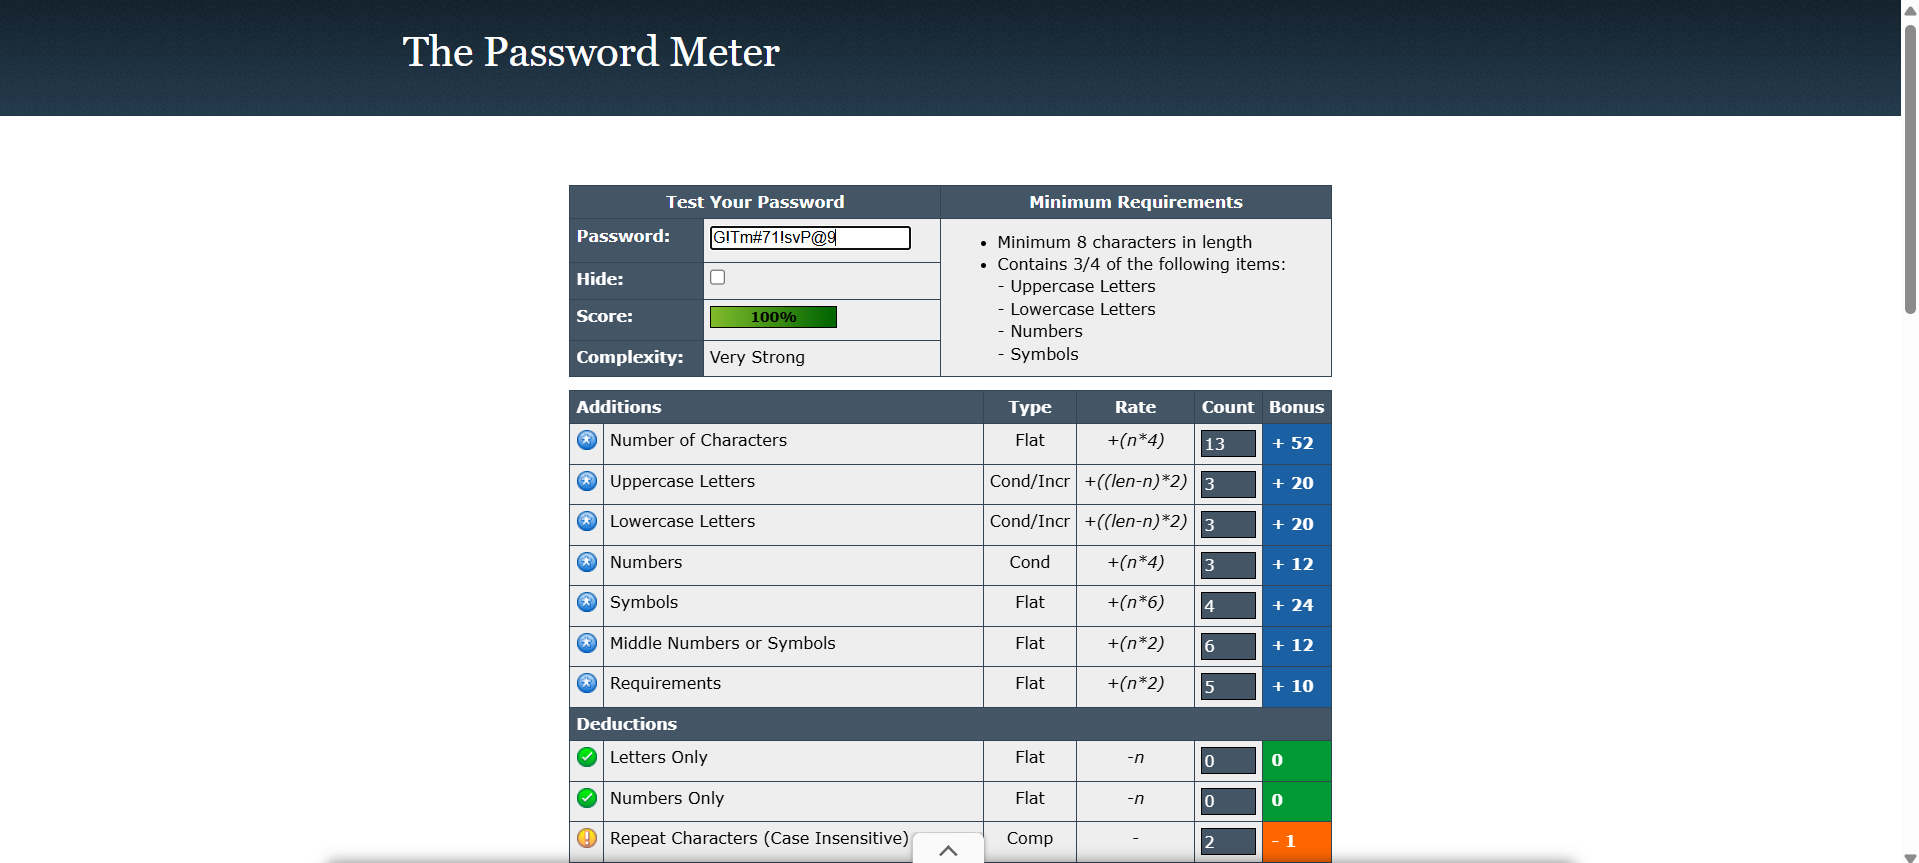 The Password Meter
Test Your Password Minimum Requirements
Password: G!Tm#71!svP@9
Hide:
Score: 100%
Complexity: Very Strong
• Minimum 8 characters in length
• Contains 3/4 of the following items:
- Uppercase Letters
- Lowercase Letters
- Numbers
- Symbols
Additions Type Rate Count Bonus
Number of Characters Flat +(n*4) 13 + 52
Uppercase Letters Cond/Incr +((len-n)*2) 3 + 20
Lowercase Letters Cond/Incr +((len-n)*2) 3 + 20
Numbers Cond +(n*4) 3 + 12
Symbols Flat +(n*6) 4 + 24
Middle Numbers or Symbols Flat +(n*2) 6 + 12
Requirements Flat +(n*2) 5 + 10
Deductions
Letters Only Flat -n 0 0
Numbers Only Flat -n 0 0
Repeat Characters (Case Insensitive) Comp - 2 - 1